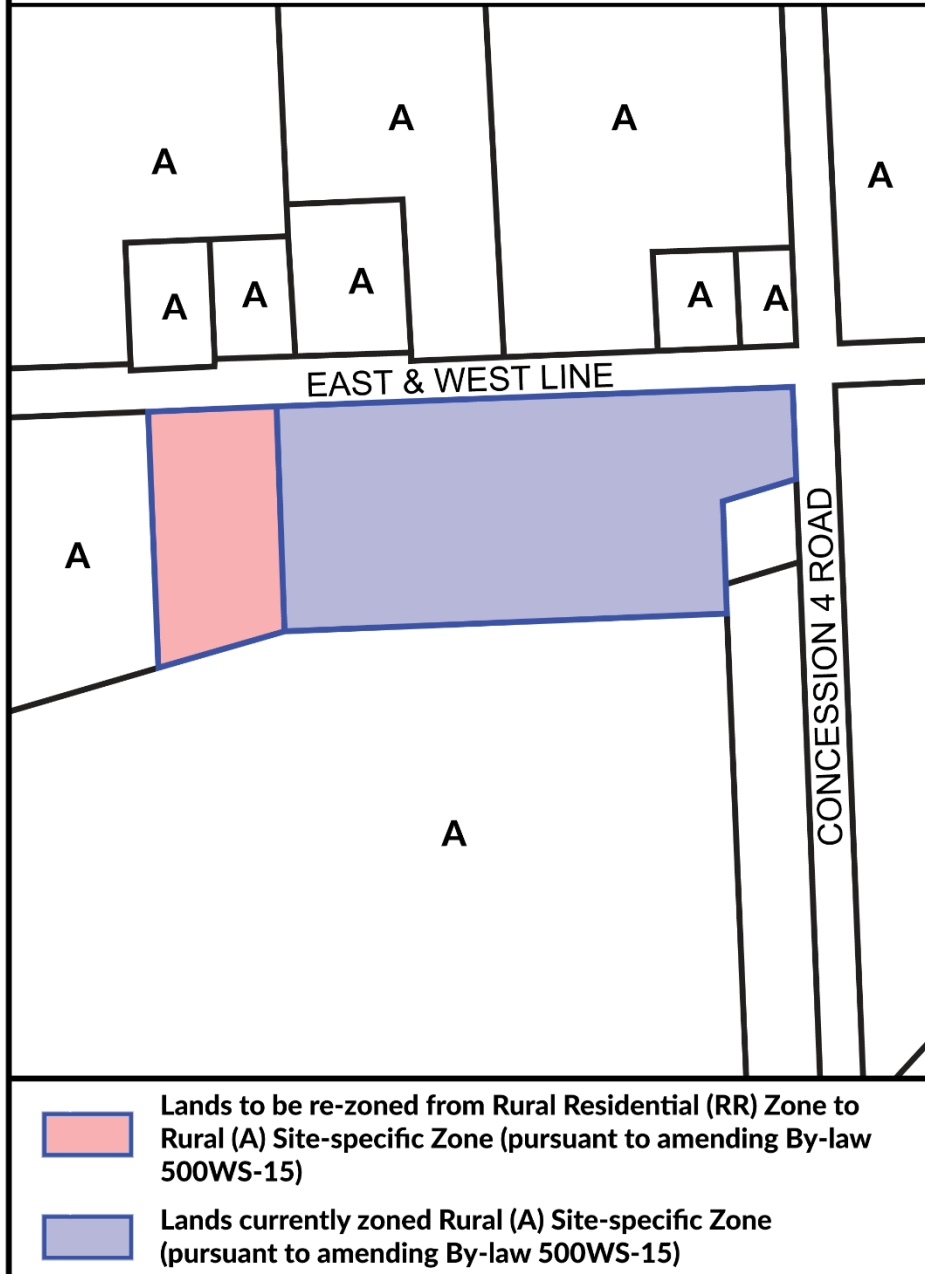 A
A
A
A
A
A
A
A
A
EAST & WEST LINE
A
CONCESSION 4 ROAD
A
Lands to be re-zoned from Rural Residential (RR) Zone to
Rural (A) Site-specific Zone (pursuant to amending By-law
500WS-15)
Lands currently zoned Rural (A) Site-specific Zone
(pursuant to amending By-law 500WS-15)